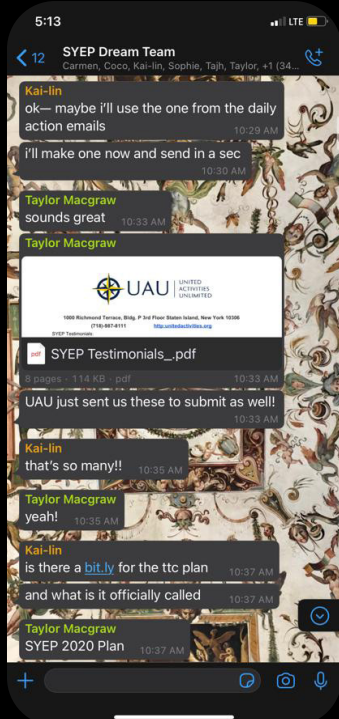 5:13
LTE
12
SYEP Dream Team
Carmen, Coco, Kai-lin, Sophie, Tajh, Taylor, +1 (34...
Kai-lin
ok— maybe i'll use the one from the daily
action emails
10:29 AM
i'll make one now and send in a sec
10:30 AM
Taylor Macgraw
sounds great
10:33 AM
Taylor Macgraw
UAU
UNITED
ACTIVITIES
UNLIMITED
1000 Richmond Terrace, Bldg. P 3rd Floor Staten Island, New York 10306
http:unitedactivities.org
SYEP Testimonials:
pdf
SYEP Testimonials_.pdf
8 pages · 114 KB · pdf
10:33 AM
UAU just sent us these to submit as well!
10:33 AM
Kai-lin
that's so many!!
10:35 AM
Taylor Macgraw
yeah!
10:35 AM
Kai-lin
is there a bit.ly for the ttc plan
10:37 AM
and what is it officially called
10:37 AM
Taylor Macgraw
SYEP 2020 Plan
10:37 AM